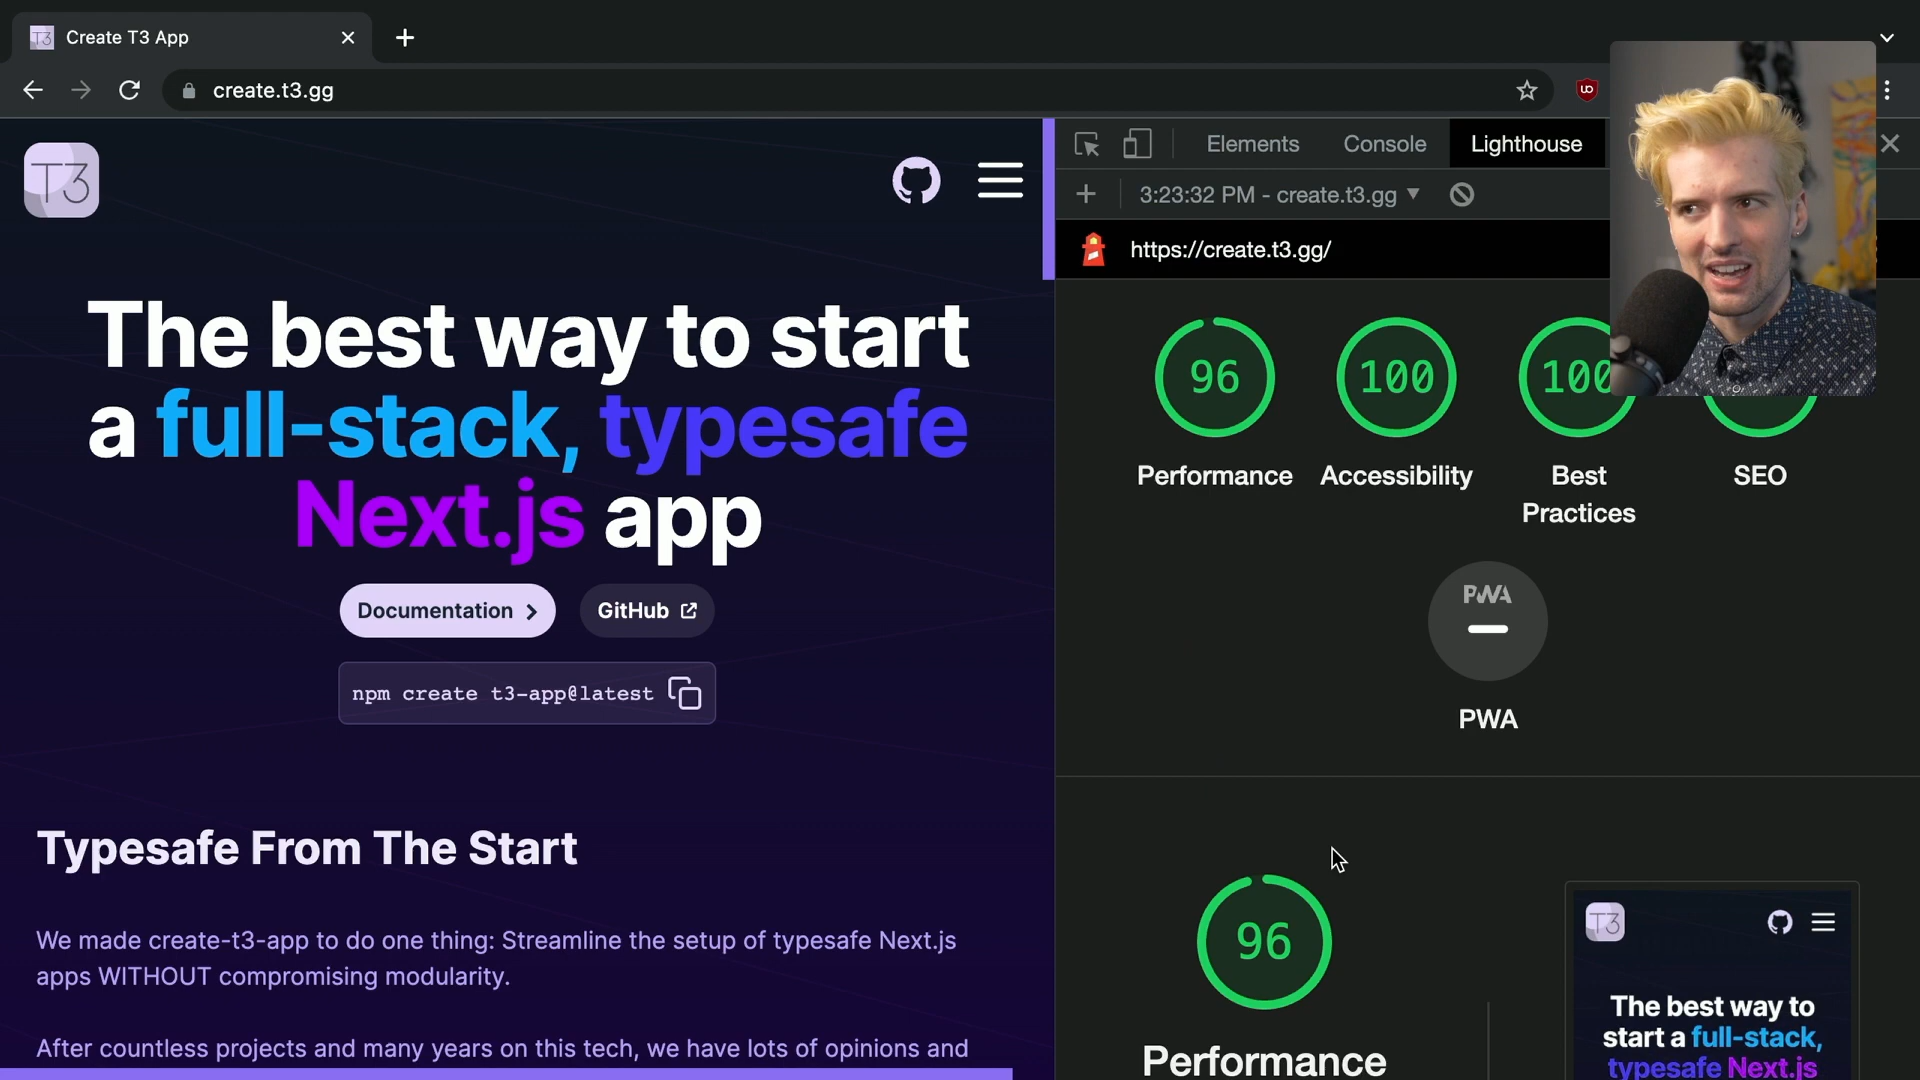 T3 Create T3 App
create.t3.gg
T3
Elements Console Lighthouse
3:23:32 PM - create.t3.gg
https://create.t3.gg/
The best way to start
a full-stack, typesafe
Next.js app
Documentation
GitHub
npm create t3-app@latest
Typesafe From The Start
We made create-t3-app to do one thing: Streamline the setup of typesafe Next.js
apps WITHOUT compromising modularity.
After countless projects and many years on this tech, we have lots of opinions and
96
100
100
Performance
Accessibility
Best
Practices
SEO
PWA
PWA
96
Performance
T3
The best way to
start a full-stack,
typesafe Next.js